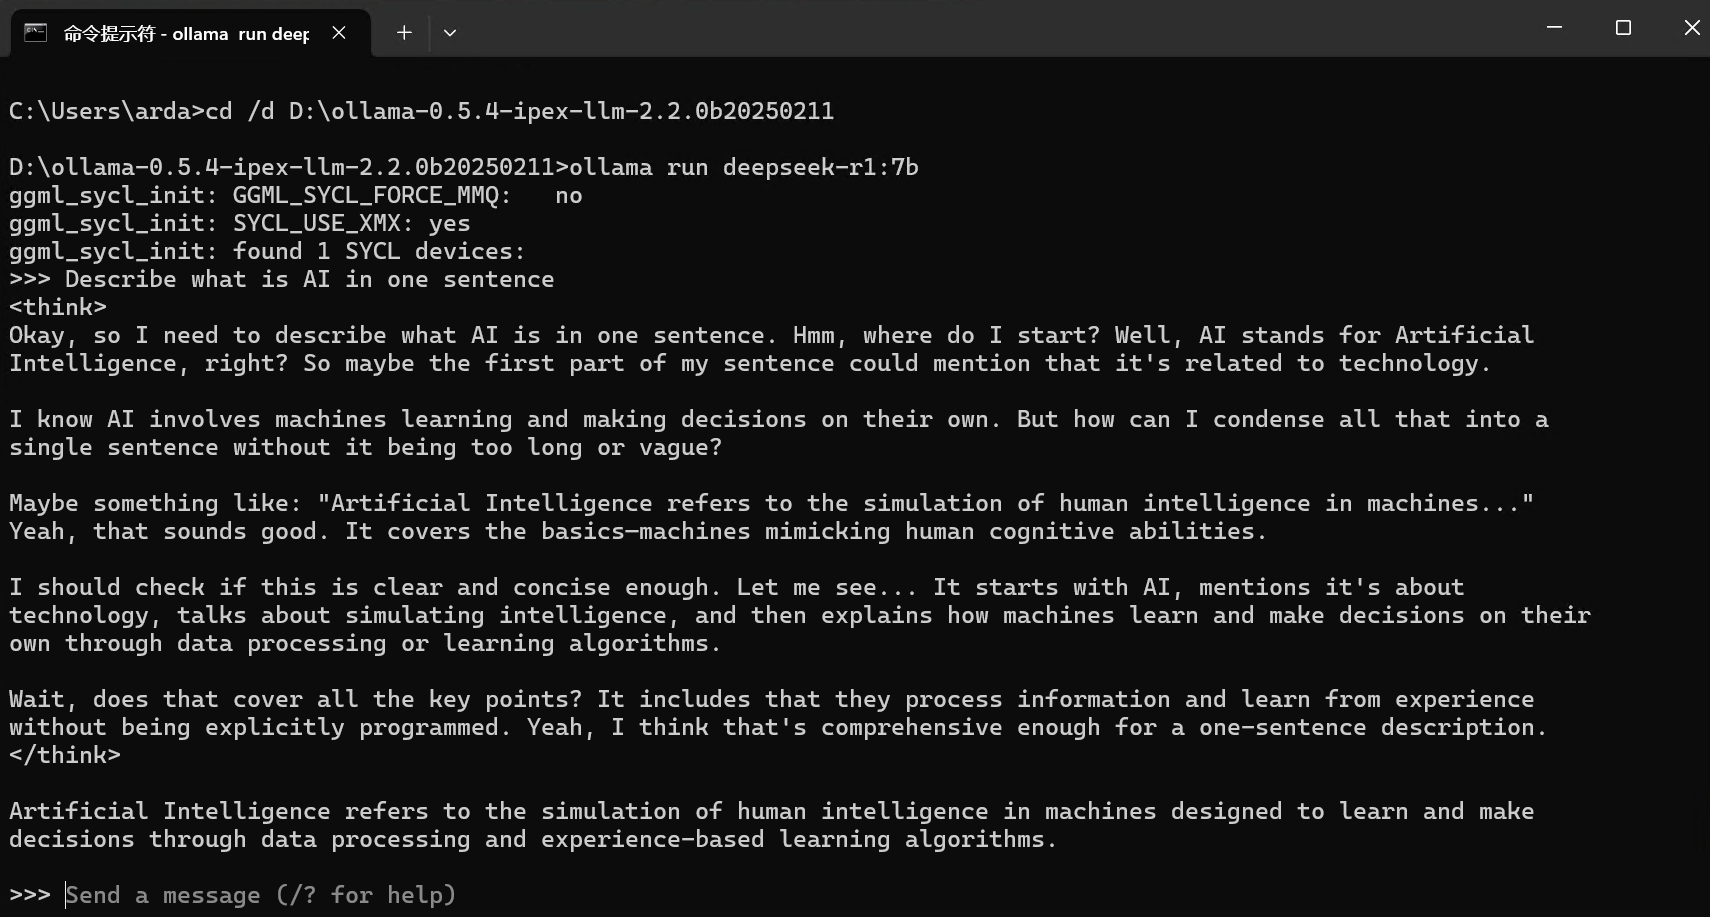 命令提示符 - ollama  run deep
C:\Users\arda>cd /d D:\ollama-0.5.4-ipex-llm-2.2.0b20250211
D:\ollama-0.5.4-ipex-llm-2.2.0b20250211>ollama run deepseek-r1:7b
ggml_sycl_init: GGML_SYCL_FORCE_MMQ:   no
ggml_sycl_init: SYCL_USE_XMX: yes
ggml_sycl_init: found 1 SYCL devices:
>>> Describe what is AI in one sentence
<think>
Okay, so I need to describe what AI is in one sentence. Hmm, where do I start? Well, AI stands for Artificial
Intelligence, right? So maybe the first part of my sentence could mention that it's related to technology.
I know AI involves machines learning and making decisions on their own. But how can I condense all that into a
single sentence without it being too long or vague?
Maybe something like: "Artificial Intelligence refers to the simulation of human intelligence in machines..."
Yeah, that sounds good. It covers the basics—machines mimicking human cognitive abilities.
I should check if this is clear and concise enough. Let me see... It starts with AI, mentions it's about
technology, talks about simulating intelligence, and then explains how machines learn and make decisions on their
own through data processing or learning algorithms.
Wait, does that cover all the key points? It includes that they process information and learn from experience
without being explicitly programmed. Yeah, I think that's comprehensive enough for a one-sentence description.
</think>
Artificial Intelligence refers to the simulation of human intelligence in machines designed to learn and make
decisions through data processing and experience-based learning algorithms.
>>> Send a message (/? for help)